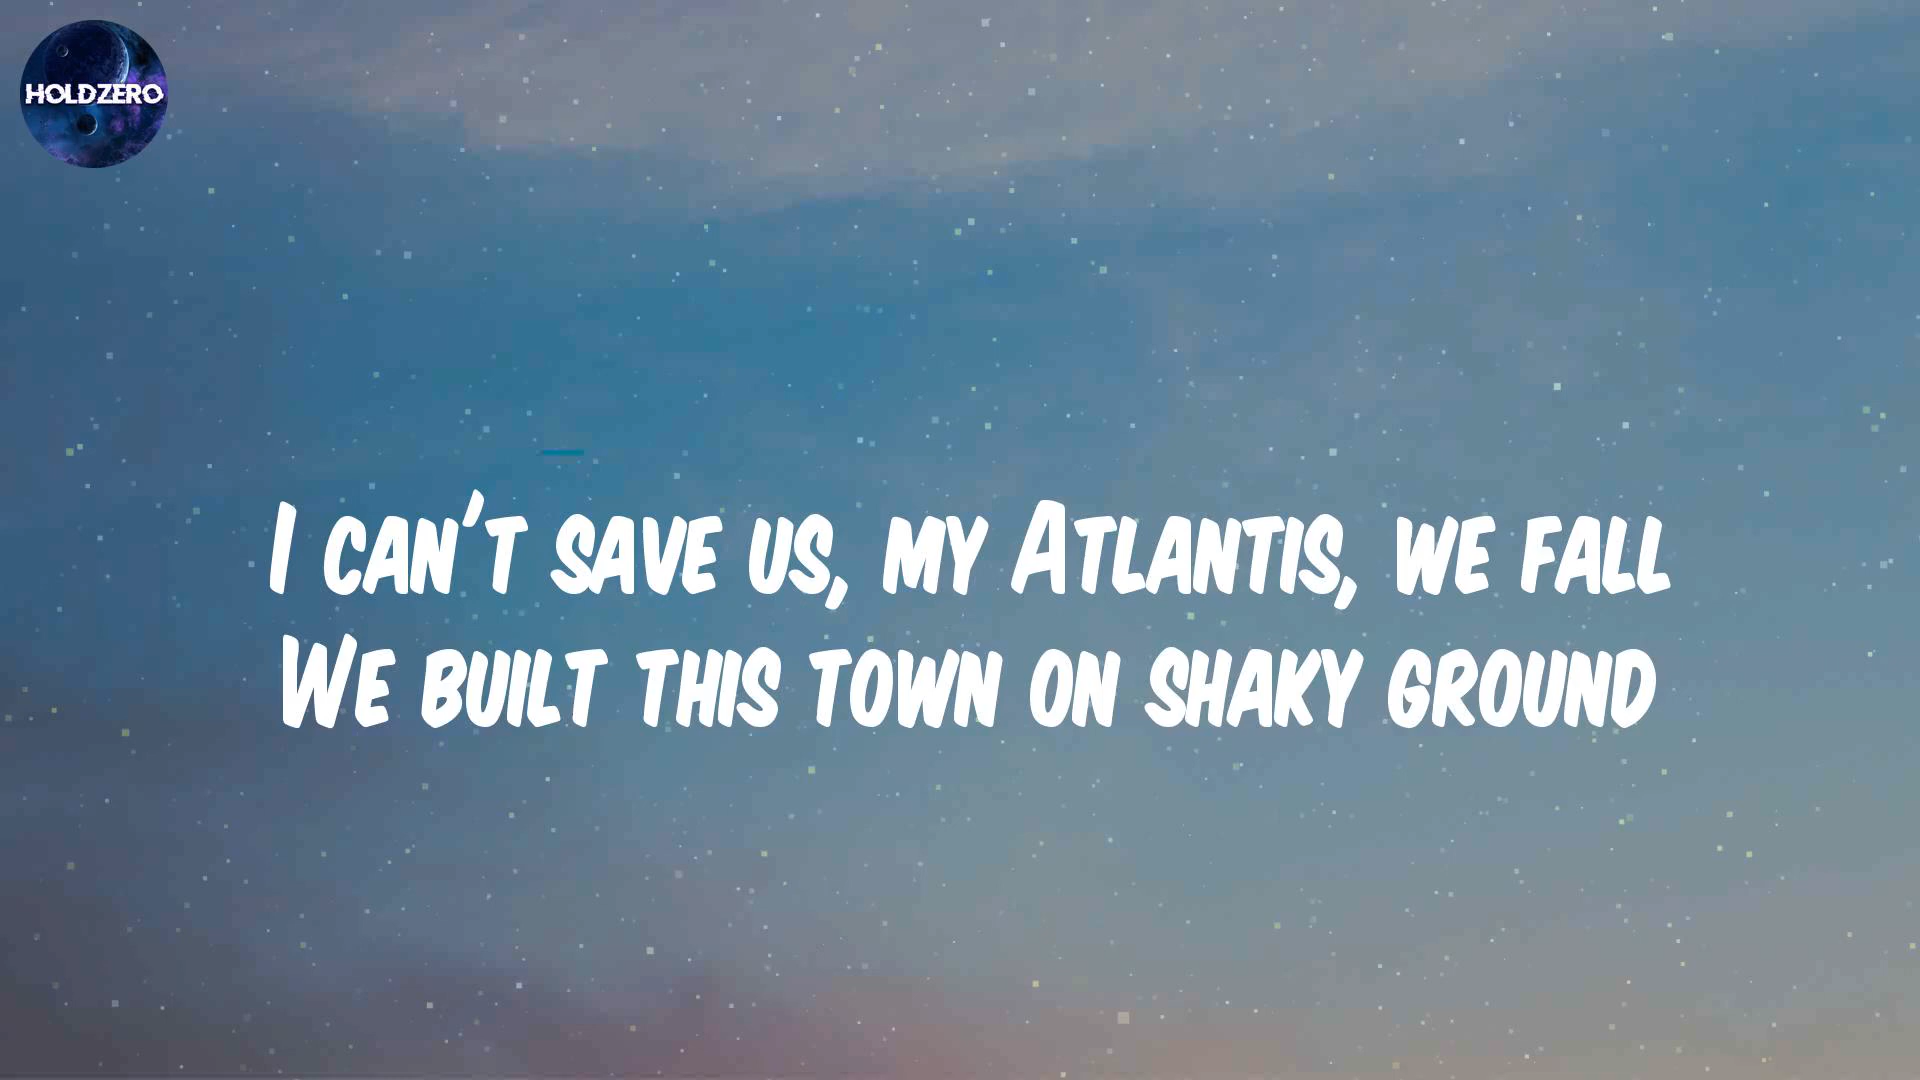 HOLDZERO
I can't save us, my Atlantis, we fall
We built this town on shaky ground